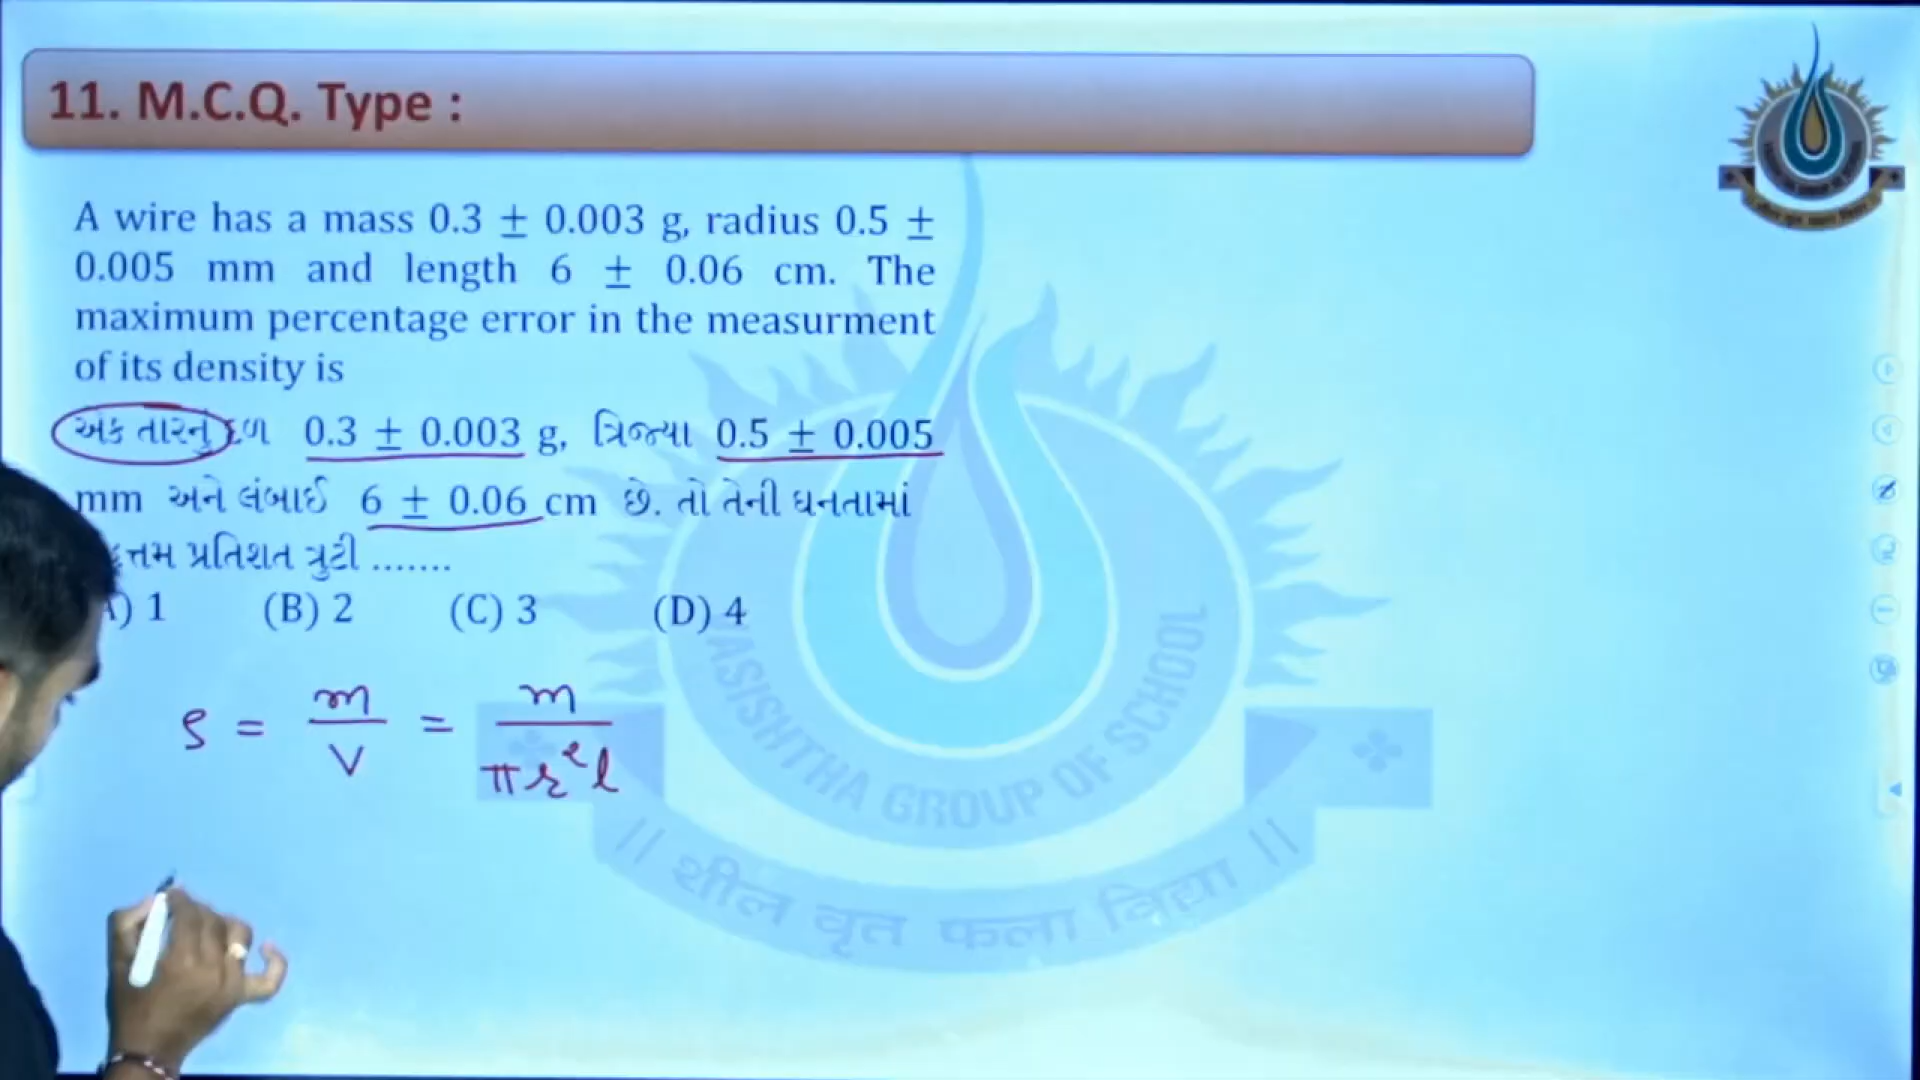 11. M.C.Q. Type :
A wire has a mass 0.3 ± 0.003 g, radius 0.5 ±
0.005 mm and length 6 ± 0.06 cm. The
maximum percentage error in the measurment
of its density is
એક તારનું દળ 0.3 ± 0.003 g, ત્રિજ્યા 0.5 ± 0.005
mm અને લંબાઈ 6 ± 0.06 cm છે. તો તેની ઘનતામાં
પ્રતિશત ત્રુટી .......
) 1 (B) 2 (C) 3 (D) 4
ρ = m/V = m/πr²l
VASISHTHA GROUP OF SCHOOL
|| शील वृत फला विद्या ||